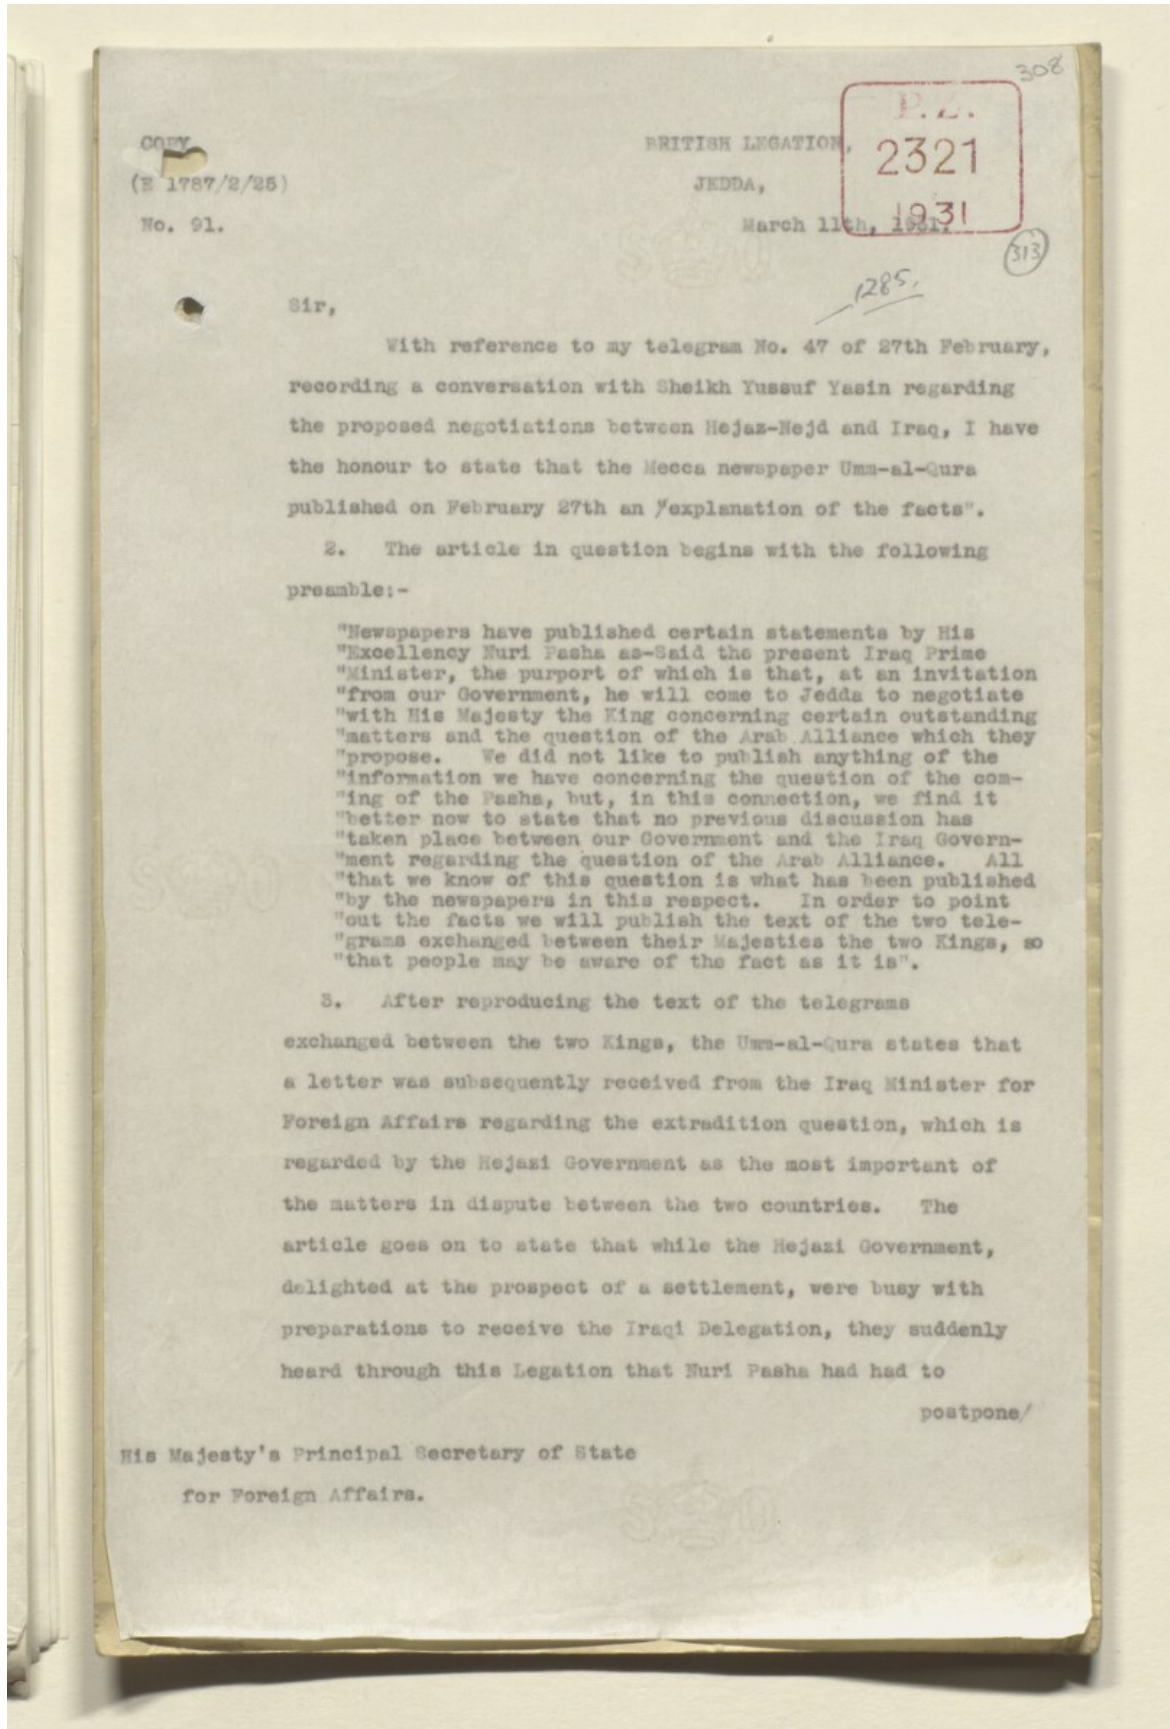 308
P.Z.
2321
1931
COPY
(E 1787/2/25)
No. 91.
BRITISH LEGATION,
JEDDA,
March 11th, 1931.
313
1285.
Sir,
With reference to my telegram No. 47 of 27th February,
recording a conversation with Sheikh Yussuf Yasin regarding
the proposed negotiations between Hejaz-Nejd and Iraq, I have
the honour to state that the Mecca newspaper Umm-al-Qura
published on February 27th an "explanation of the facts".
2. The article in question begins with the following
preamble:-
"Newspapers have published certain statements by His
"Excellency Nuri Pasha as-Said the present Iraq Prime
"Minister, the purport of which is that, at an invitation
"from our Government, he will come to Jedda to negotiate
"with His Majesty the King concerning certain outstanding
"matters and the question of the Arab Alliance which they
"propose. We did not like to publish anything of the
"information we have concerning the question of the com-
"ing of the Pasha, but, in this connection, we find it
"better now to state that no previous discussion has
"taken place between our Government and the Iraq Govern-
"ment regarding the question of the Arab Alliance. All
"that we know of this question is what has been published
"by the newspapers in this respect. In order to point
"out the facts we will publish the text of the two tele-
"grams exchanged between their Majesties the two Kings, so
"that people may be aware of the fact as it is".
3. After reproducing the text of the telegrams
exchanged between the two Kings, the Umm-al-Qura states that
a letter was subsequently received from the Iraq Minister for
Foreign Affairs regarding the extradition question, which is
regarded by the Hejazi Government as the most important of
the matters in dispute between the two countries. The
article goes on to state that while the Hejazi Government,
delighted at the prospect of a settlement, were busy with
preparations to receive the Iraqi Delegation, they suddenly
heard through this Legation that Nuri Pasha had had to
postpone/
His Majesty's Principal Secretary of State
for Foreign Affairs.